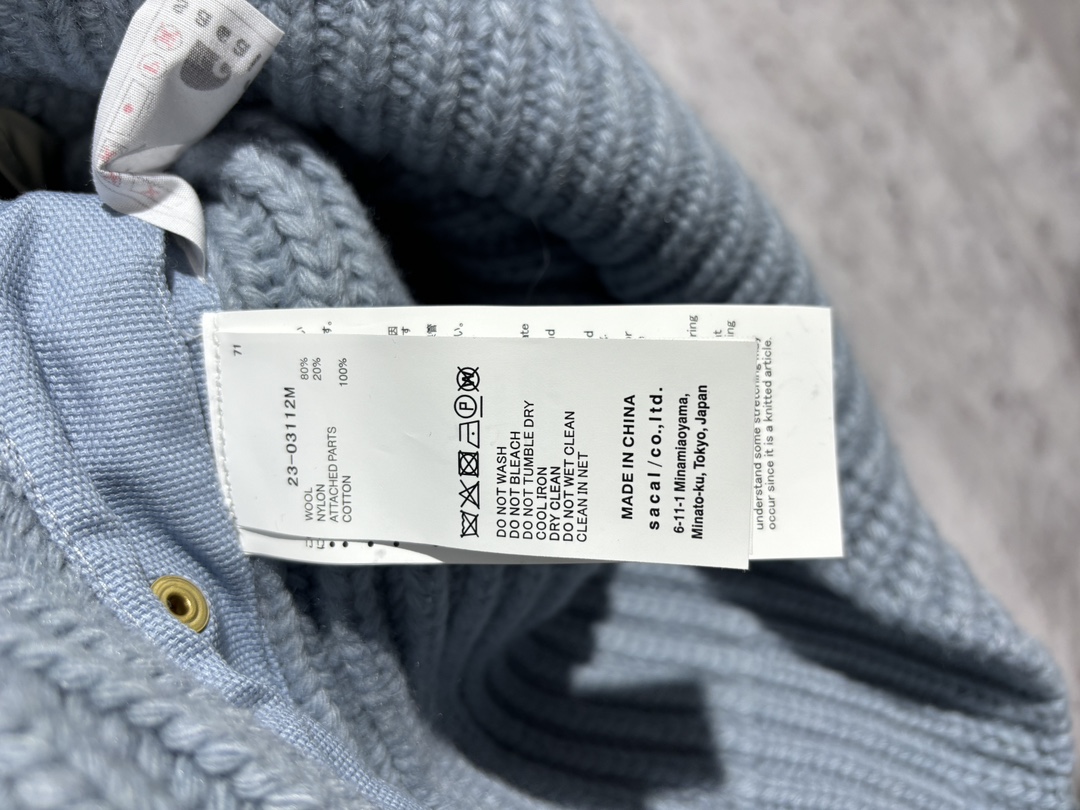 71
23-03112M
WOOL 80%
NYLON 20%
ATTACHED PARTS
COTTON 100%
P W
DO NOT WASH
DO NOT BLEACH
DO NOT TUMBLE DRY
COOL IRON
DRY CLEAN
DO NOT WET CLEAN
CLEAN IN NET
MADE IN CHINA
sacai/co.,ltd.
6-11-1 Minamiaoyama,
Minato-ku, Tokyo, Japan
understand some stretching may
occur since it is a knitted article.